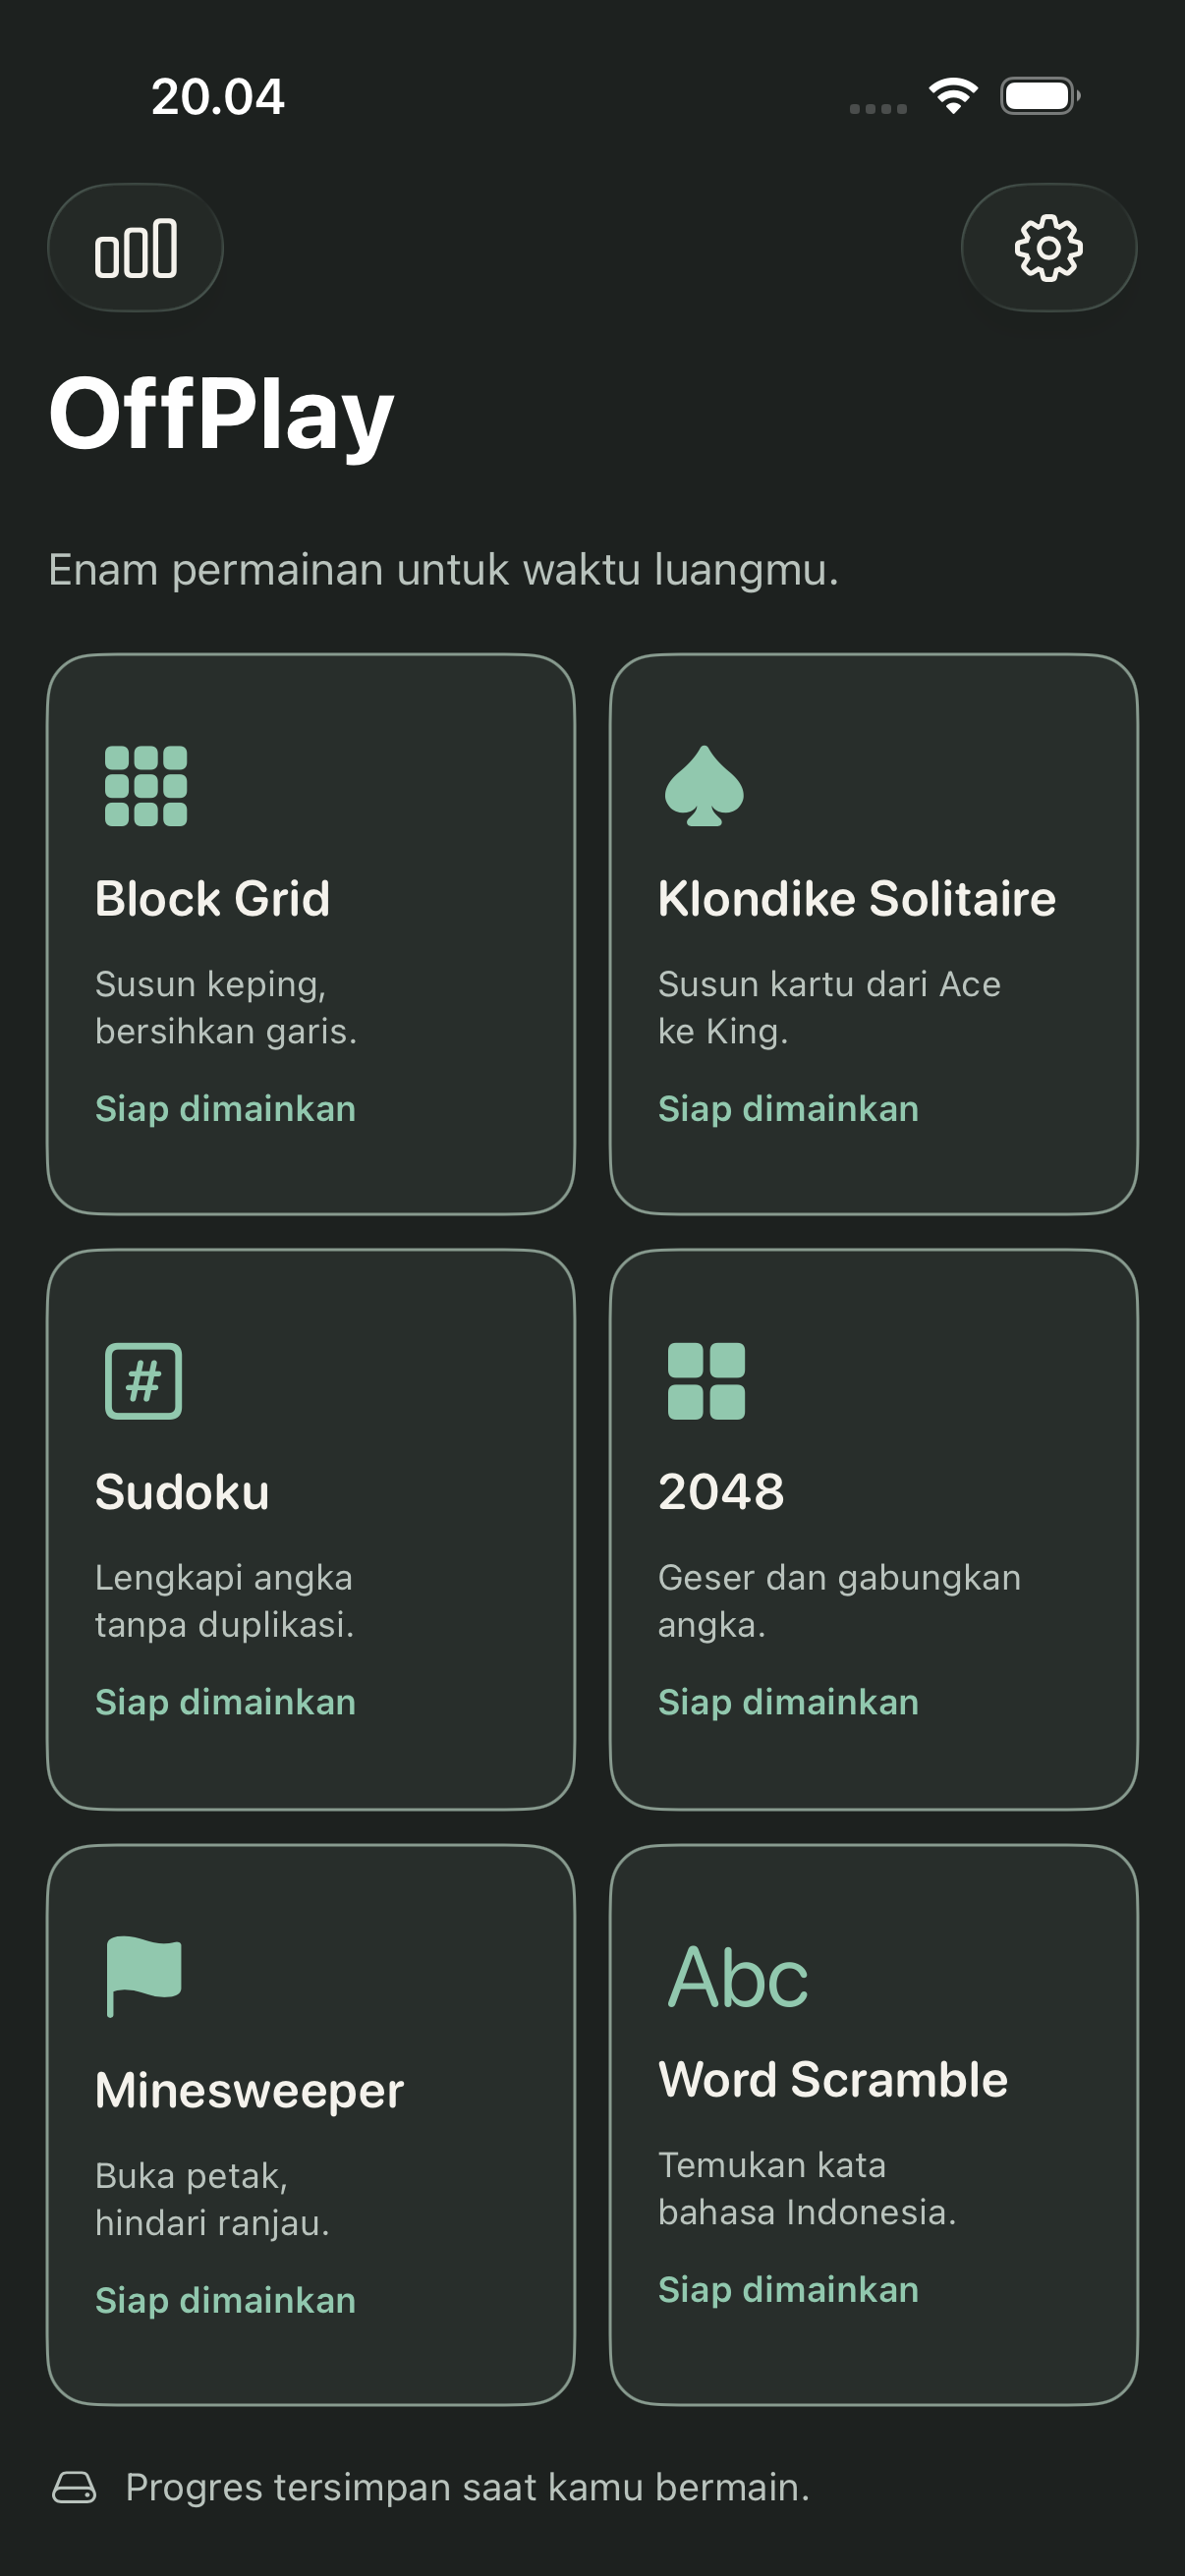 20.04
OffPlay
Enam permainan untuk waktu luangmu.
Block Grid
Susun keping,
bersihkan garis.
Siap dimainkan
Klondike Solitaire
Susun kartu dari Ace
ke King.
Siap dimainkan
#
Sudoku
Lengkapi angka
tanpa duplikasi.
Siap dimainkan
2048
Geser dan gabungkan
angka.
Siap dimainkan
Minesweeper
Buka petak,
hindari ranjau.
Siap dimainkan
Abc
Word Scramble
Temukan kata
bahasa Indonesia.
Siap dimainkan
Progres tersimpan saat kamu bermain.